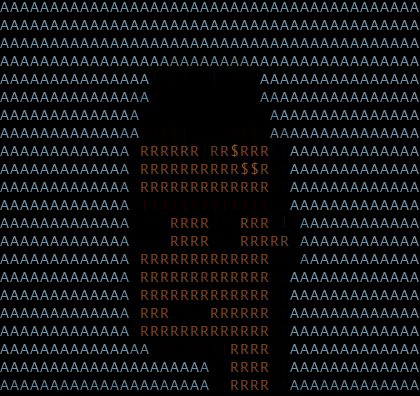 AAAAAAAAAAAAAAAAAAAAAAAAAAAAAAAAAAAAAAAAAA
AAAAAAAAAAAAAAAAAAAAAAAAAAAAAAAAAAAAAAAAAA
AAAAAAAAAAAAAAAAAAAAAAAAAAAAAAAAAAAAAAAAAA
AAAAAAAAAAAAAAAAAAAAAAAAAAAAAAAAAAAAAAAAAA
AAAAAAAAAAAAAAA           AAAAAAAAAAAAAAAA
AAAAAAAAAAAAAAA           AAAAAAAAAAAAAAAA
AAAAAAAAAAAAAA             AAAAAAAAAAAAAAA
AAAAAAAAAAAAAA             AAAAAAAAAAAAAAA
AAAAAAAAAAAAA RRRRRR RR$RRR  AAAAAAAAAAAAA
AAAAAAAAAAAAA RRRRRRRRRR$$R  AAAAAAAAAAAAA
AAAAAAAAAAAAA RRRRRRRRRRRRR  AAAAAAAAAAAAA
AAAAAAAAAAAAA                AAAAAAAAAAAAA
AAAAAAAAAAAAA    RRRR   RRR   AAAAAAAAAAAA
AAAAAAAAAAAAA    RRRR   RRRRR AAAAAAAAAAAA
AAAAAAAAAAAAA RRRRRRRRRRRRR   AAAAAAAAAAAA
AAAAAAAAAAAAA RRRRRRRRRRRRR  AAAAAAAAAAAAA
AAAAAAAAAAAAA RRRRRRRRRRRRR  AAAAAAAAAAAAA
AAAAAAAAAAAAA RRR    RRRRRR  AAAAAAAAAAAAA
AAAAAAAAAAAAA RRRRRRRRRRRRR  AAAAAAAAAAAAA
AAAAAAAAAAAAAAA        RRRR  AAAAAAAAAAAAA
AAAAAAAAAAAAAAAAAAAAA  RRRR  AAAAAAAAAAAAA
AAAAAAAAAAAAAAAAAAAAA  RRRR  AAAAAAAAAAAAA